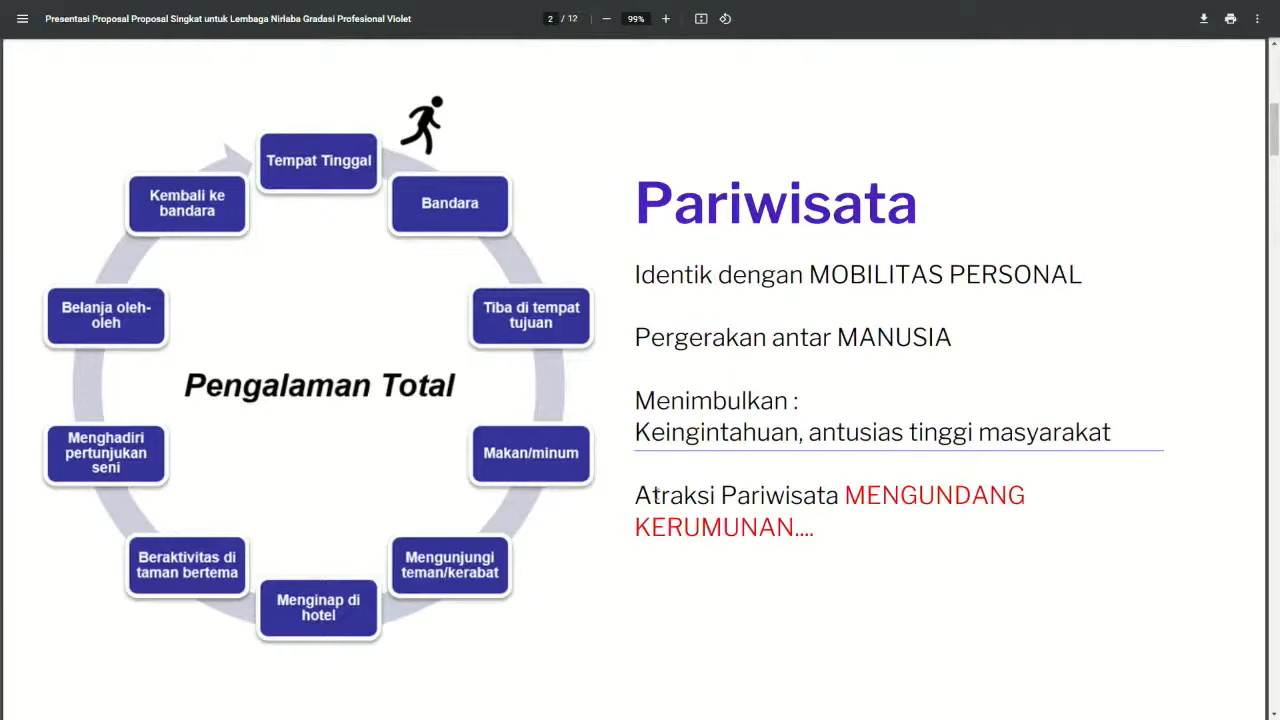 Presentasi Proposal Proposal Singkat untuk Lembaga Nirlaba Gradasi Profesional Violet
2 / 12
99%
Tempat Tinggal
Bandara
Tiba di tempat
tujuan
Makan/minum
Mengunjungi
teman/kerabat
Menginap di
hotel
Beraktivitas di
taman bertema
Menghadiri
pertunjukan
seni
Belanja oleh-
oleh
Kembali ke
bandara
Pengalaman Total
Pariwisata
Identik dengan MOBILITAS PERSONAL
Pergerakan antar MANUSIA
Menimbulkan :
Keingintahuan, antusias tinggi masyarakat
Atraksi Pariwisata MENGUNDANG
KERUMUNAN....